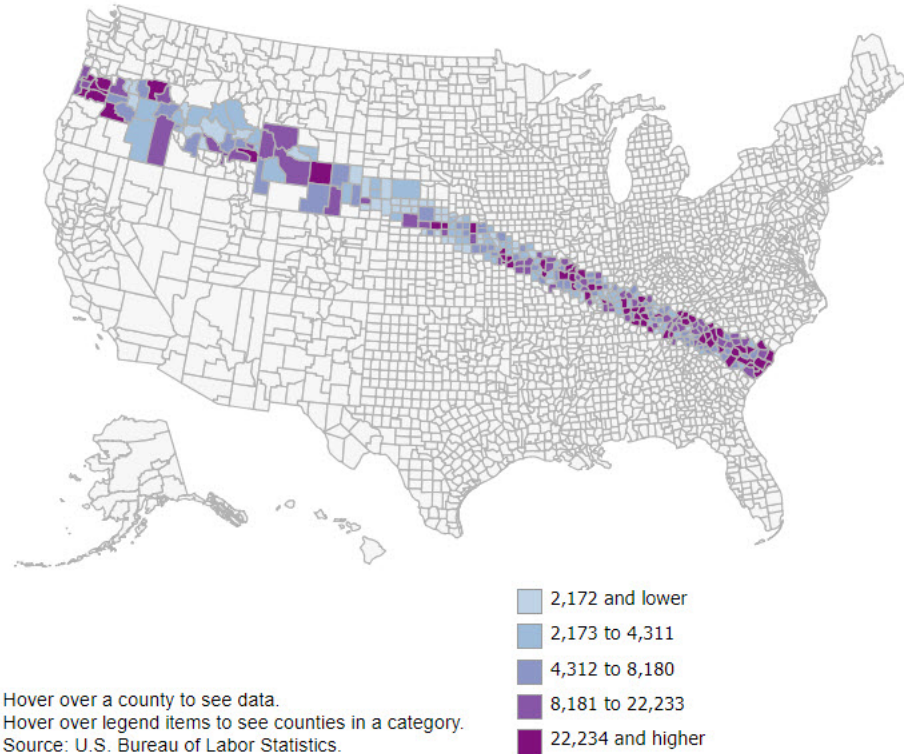 2,172 and lower
2,173 to 4,311
4,312 to 8,180
8,181 to 22,233
22,234 and higher
Hover over a county to see data.
Hover over legend items to see counties in a category.
Source: U.S. Bureau of Labor Statistics.